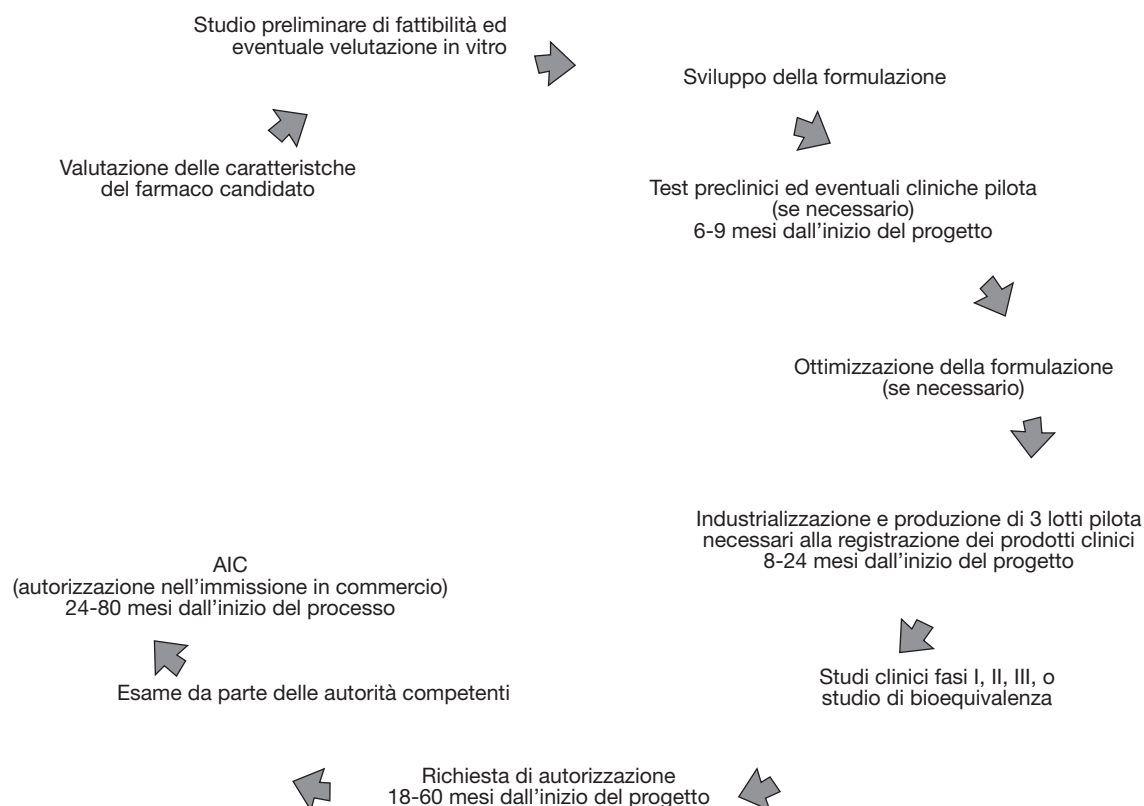 Studio preliminare di fattibilità ed
eventuale velutazione in vitro
Sviluppo della formulazione
Valutazione delle caratteristche
del farmaco candidato
Test preclinici ed eventuali cliniche pilota
(se necessario)
6-9 mesi dall'inizio del progetto
Ottimizzazione della formulazione
(se necessario)
Industrializzazione e produzione di 3 lotti pilota
necessari alla registrazione dei prodotti clinici
8-24 mesi dall'inizio del progetto
AIC
(autorizzazione nell'immissione in commercio)
24-80 mesi dall'inizio del processo
Studi clinici fasi I, II, III, o
studio di bioequivalenza
Esame da parte delle autorità competenti
Richiesta di autorizzazione
18-60 mesi dall'inizio del progetto